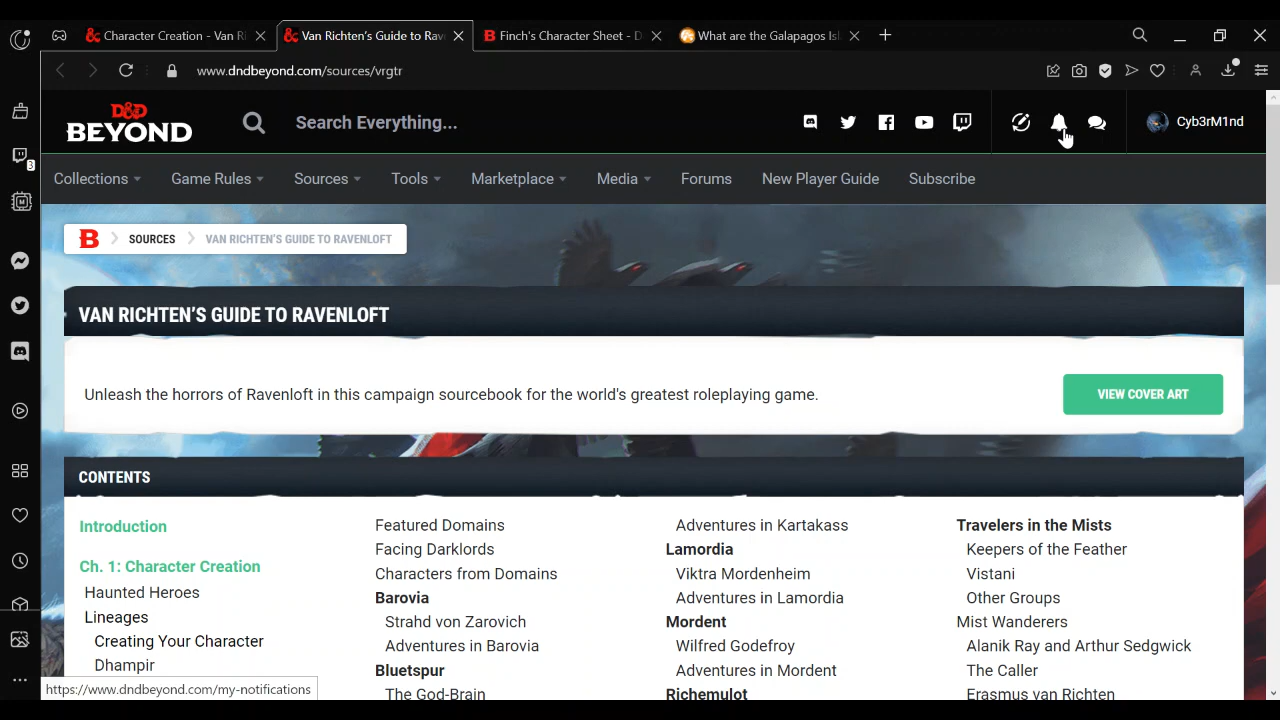 Character Creation - Van Ri
Van Richten's Guide to Rav
Finch's Character Sheet - D
What are the Galapagos Isl
www.dndbeyond.com/sources/vrgtr
3
D&D
BEYOND
Search Everything...
Cyb3rM1nd
Collections
Game Rules
Sources
Tools
Marketplace
Media
Forums
New Player Guide
Subscribe
B
SOURCES
VAN RICHTEN'S GUIDE TO RAVENLOFT
VAN RICHTEN'S GUIDE TO RAVENLOFT
Unleash the horrors of Ravenloft in this campaign sourcebook for the world's greatest roleplaying game.
VIEW COVER ART
CONTENTS
Introduction
Ch. 1: Character Creation
Haunted Heroes
Lineages
Creating Your Character
Dhampir
Featured Domains
Facing Darklords
Characters from Domains
Barovia
Strahd von Zarovich
Adventures in Barovia
Bluetspur
The God-Brain
Adventures in Kartakass
Lamordia
Viktra Mordenheim
Adventures in Lamordia
Mordent
Wilfred Godefroy
Adventures in Mordent
Richemulot
Travelers in the Mists
Keepers of the Feather
Vistani
Other Groups
Mist Wanderers
Alanik Ray and Arthur Sedgwick
The Caller
Erasmus van Richten
https://www.dndbeyond.com/my-notifications